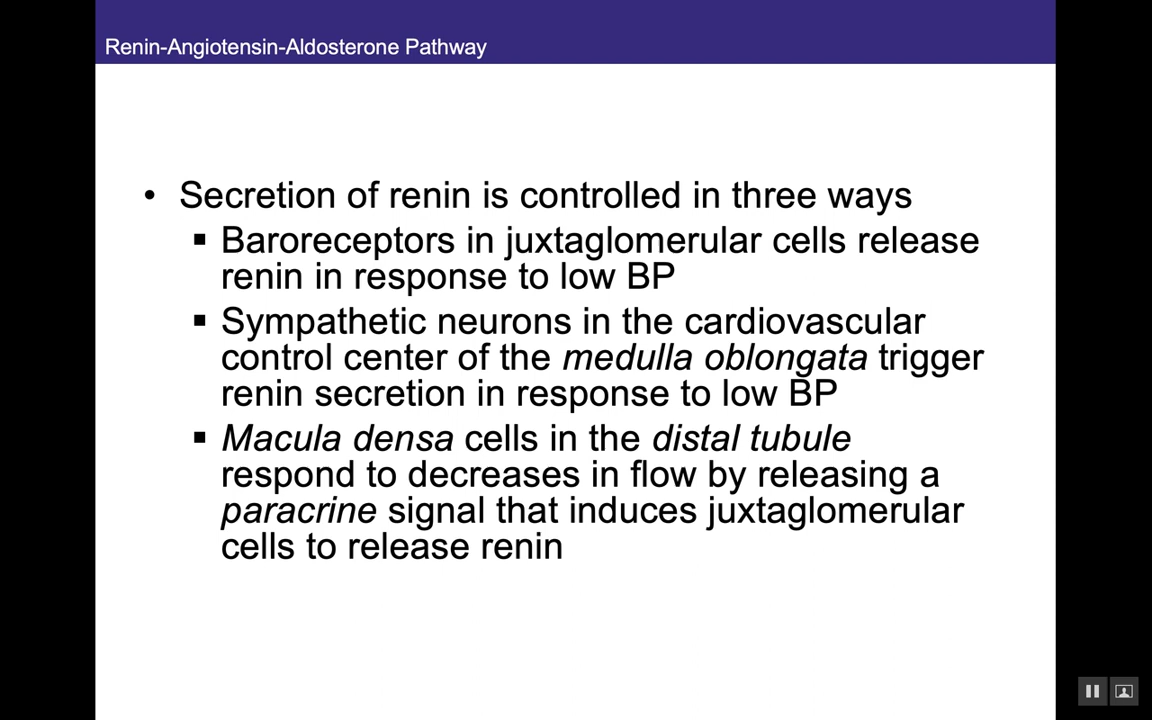 Renin-Angiotensin-Aldosterone Pathway
• Secretion of renin is controlled in three ways
▪ Baroreceptors in juxtaglomerular cells release
renin in response to low BP
▪ Sympathetic neurons in the cardiovascular
control center of the medulla oblongata trigger
renin secretion in response to low BP
▪ Macula densa cells in the distal tubule
respond to decreases in flow by releasing a
paracrine signal that induces juxtaglomerular
cells to release renin